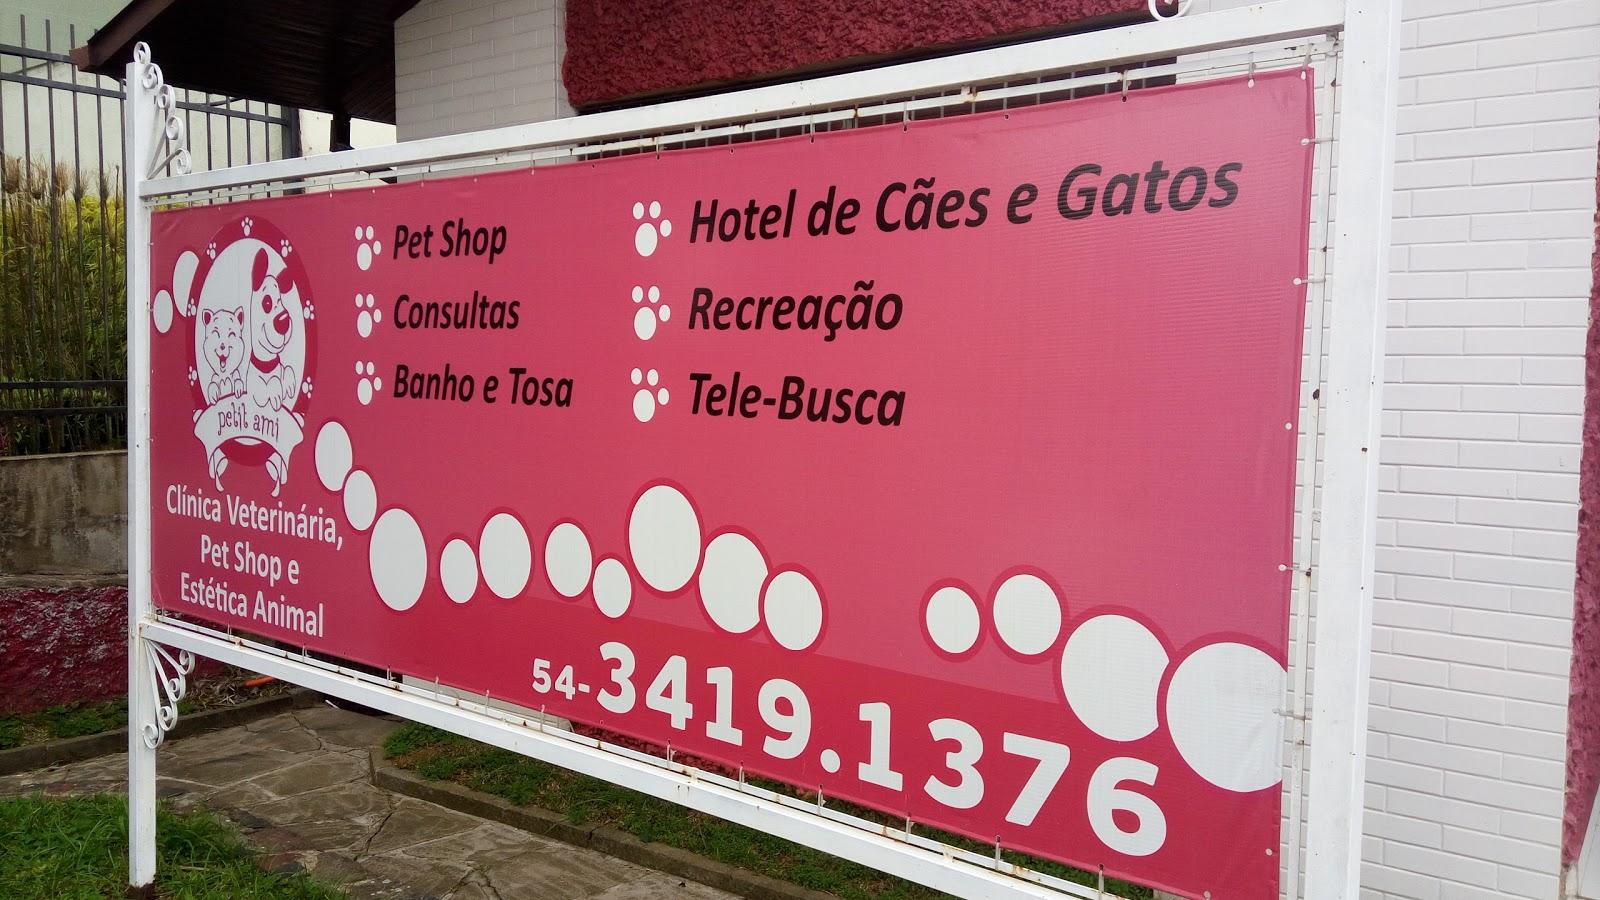 petit ami
Clínica Veterinária,
Pet Shop e
Estética Animal
Pet Shop
Consultas
Banho e Tosa
Hotel de Cães e Gatos
Recreação
Tele-Busca
54-3419.1376